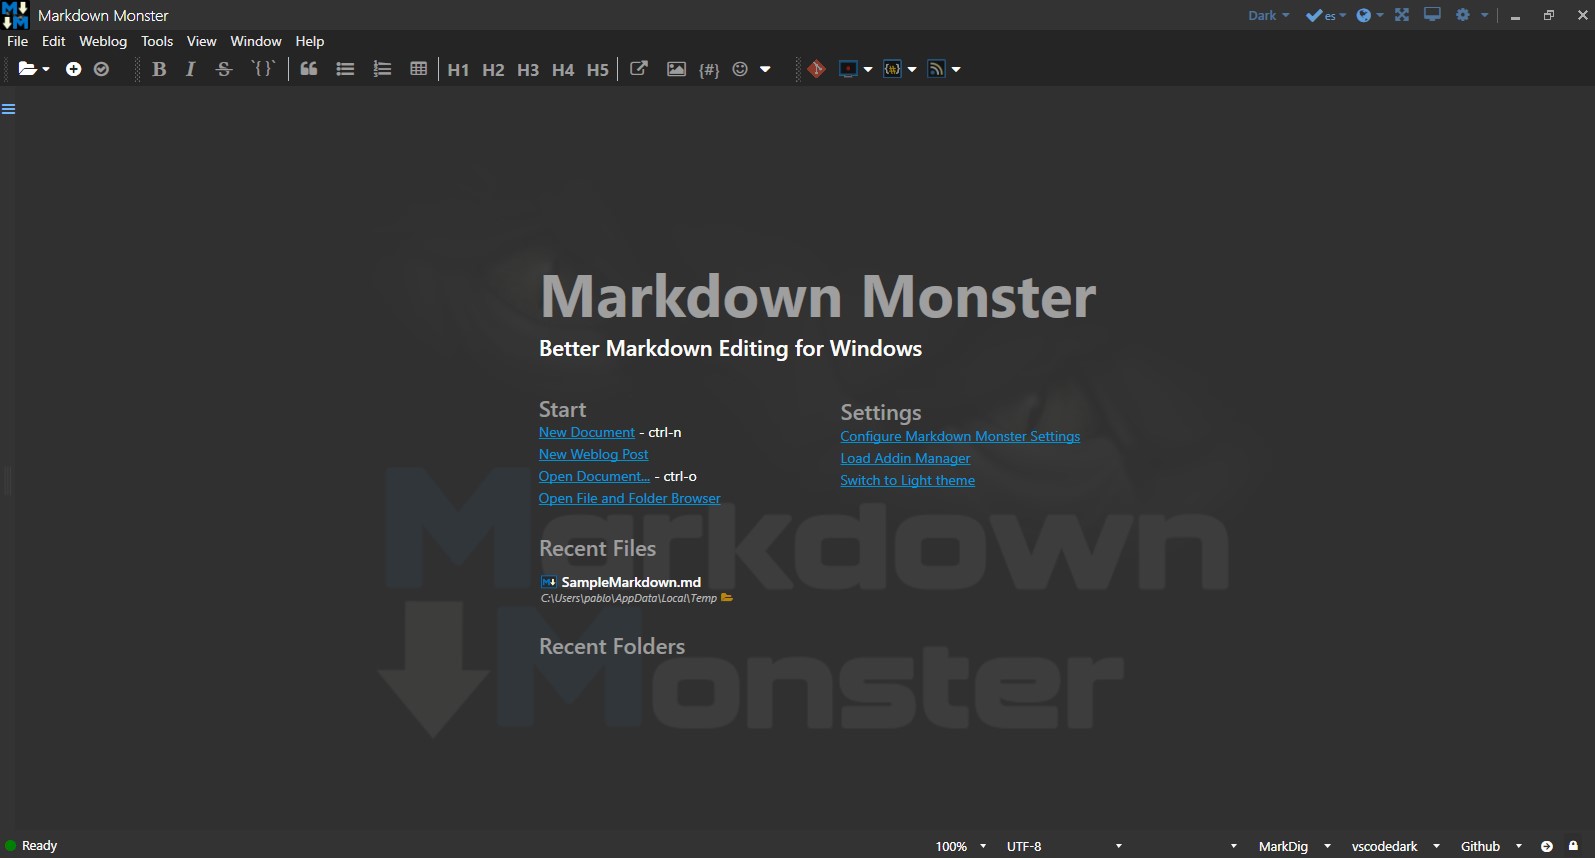 Markdown Monster
Dark es
File Edit Weblog Tools View Window Help
B I S `{}` H1 H2 H3 H4 H5 {#} {#}
Markdown Monster
Better Markdown Editing for Windows
Start
New Document - ctrl-n
New Weblog Post
Open Document... - ctrl-o
Open File and Folder Browser
Settings
Configure Markdown Monster Settings
Load Addin Manager
Switch to Light theme
Recent Files
SampleMarkdown.md
C:\Users\pablo\AppData\Local\Temp
Recent Folders
Markdown
Monster
Ready 100% UTF-8 MarkDig vscodedark Github